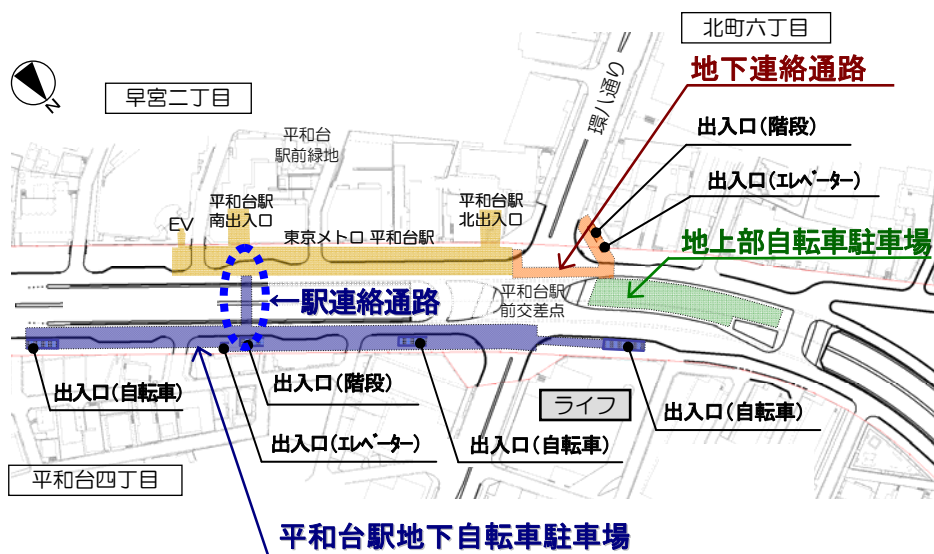 北町六丁目
地下連絡通路
早宮二丁目
環八通り
出入口(階段)
平和台
駅前緑地
出入口(エレベーター)
平和台駅
南出入口
平和台駅
北出入口
EV
東京メトロ 平和台駅
地上部自転車駐車場
←駅連絡通路
平和台駅
前交差点
出入口(自転車)
出入口(階段)
ライフ
出入口(自転車)
出入口(エレベーター)
出入口(自転車)
平和台四丁目
平和台駅地下自転車駐車場
N